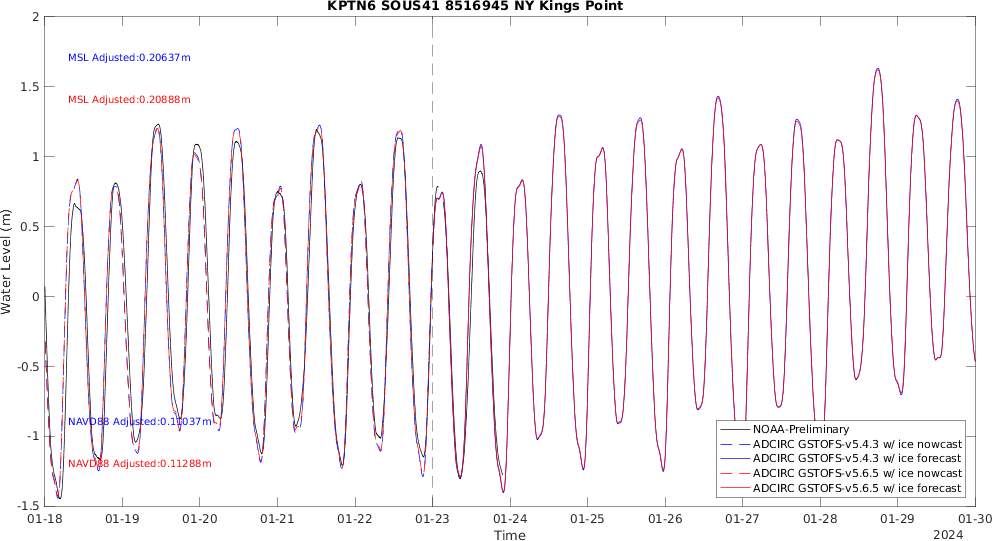 KPTN6 SOUS41 8516945 NY Kings Point
2
1.5
1
0.5
0
-0.5
-1
-1.5
Water Level (m)
MSL Adjusted:0.20637m
MSL Adjusted:0.20888m
NAVD88 Adjusted:0.11037m
NAVD88 Adjusted:0.11288m
NOAA-Preliminary
ADCIRC GSTOFS-v5.4.3 w/ ice nowcast
ADCIRC GSTOFS-v5.4.3 w/ ice forecast
ADCIRC GSTOFS-v5.6.5 w/ ice nowcast
ADCIRC GSTOFS-v5.6.5 w/ ice forecast
01-18 01-19 01-20 01-21 01-22 01-23 01-24 01-25 01-26 01-27 01-28 01-29 01-30
Time
2024